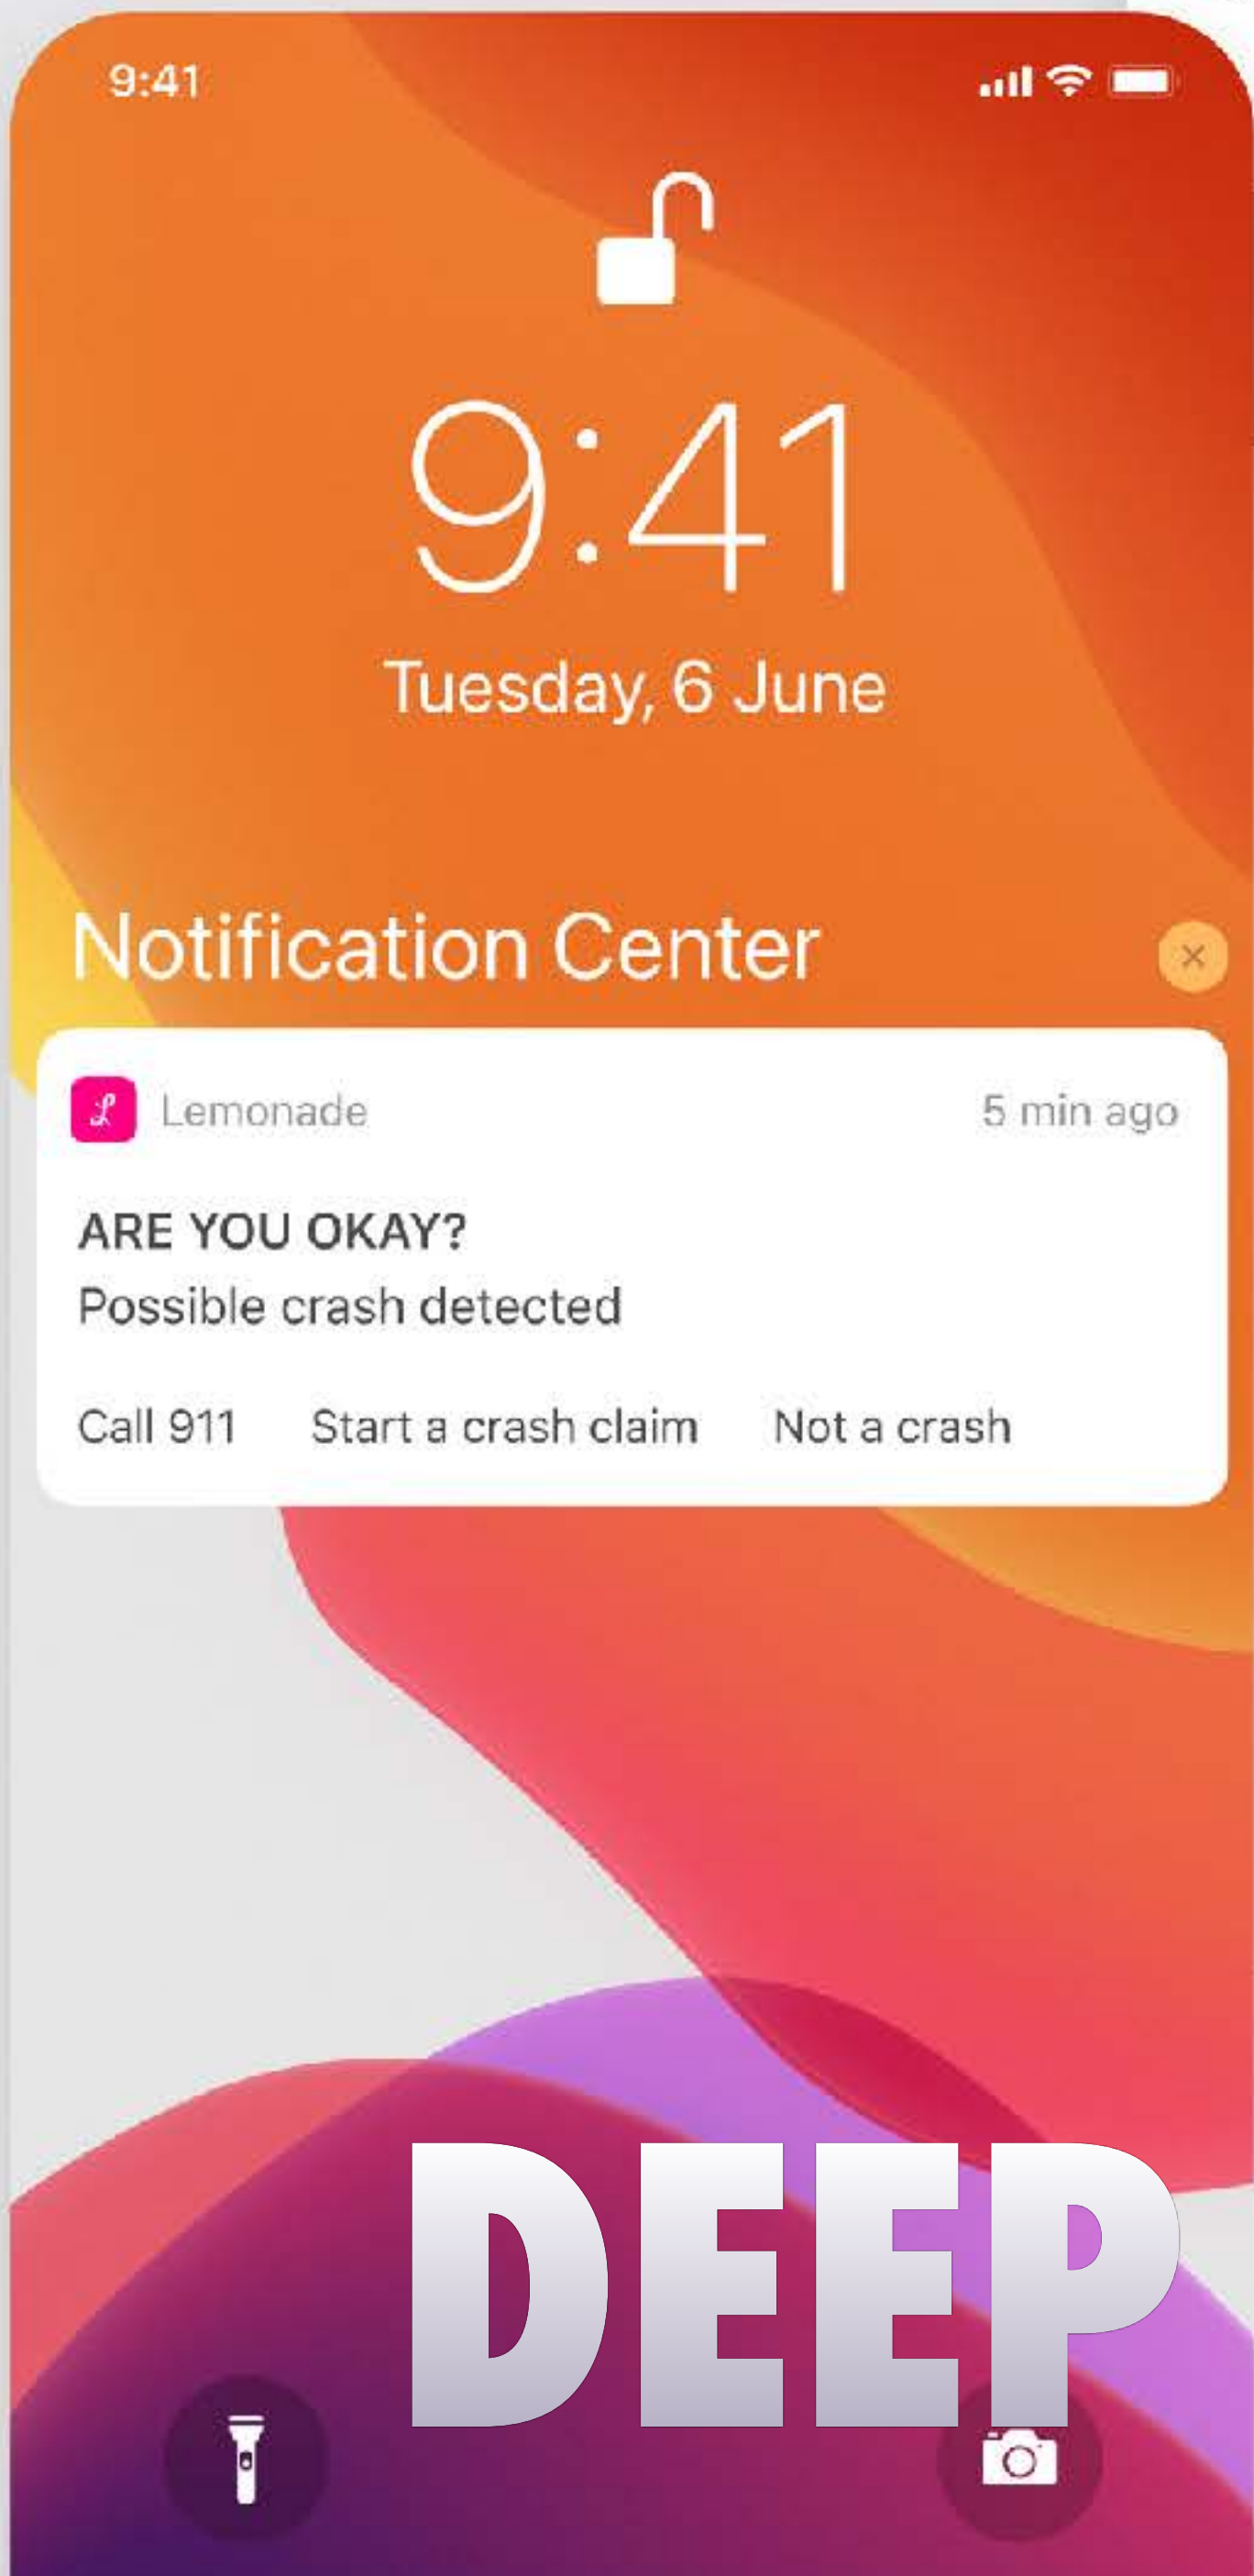 9:41
9:41
Tuesday, 6 June
Notification Center
Lemonade 5 min ago
ARE YOU OKAY?
Possible crash detected
Call 911 Start a crash claim Not a crash
DEEP